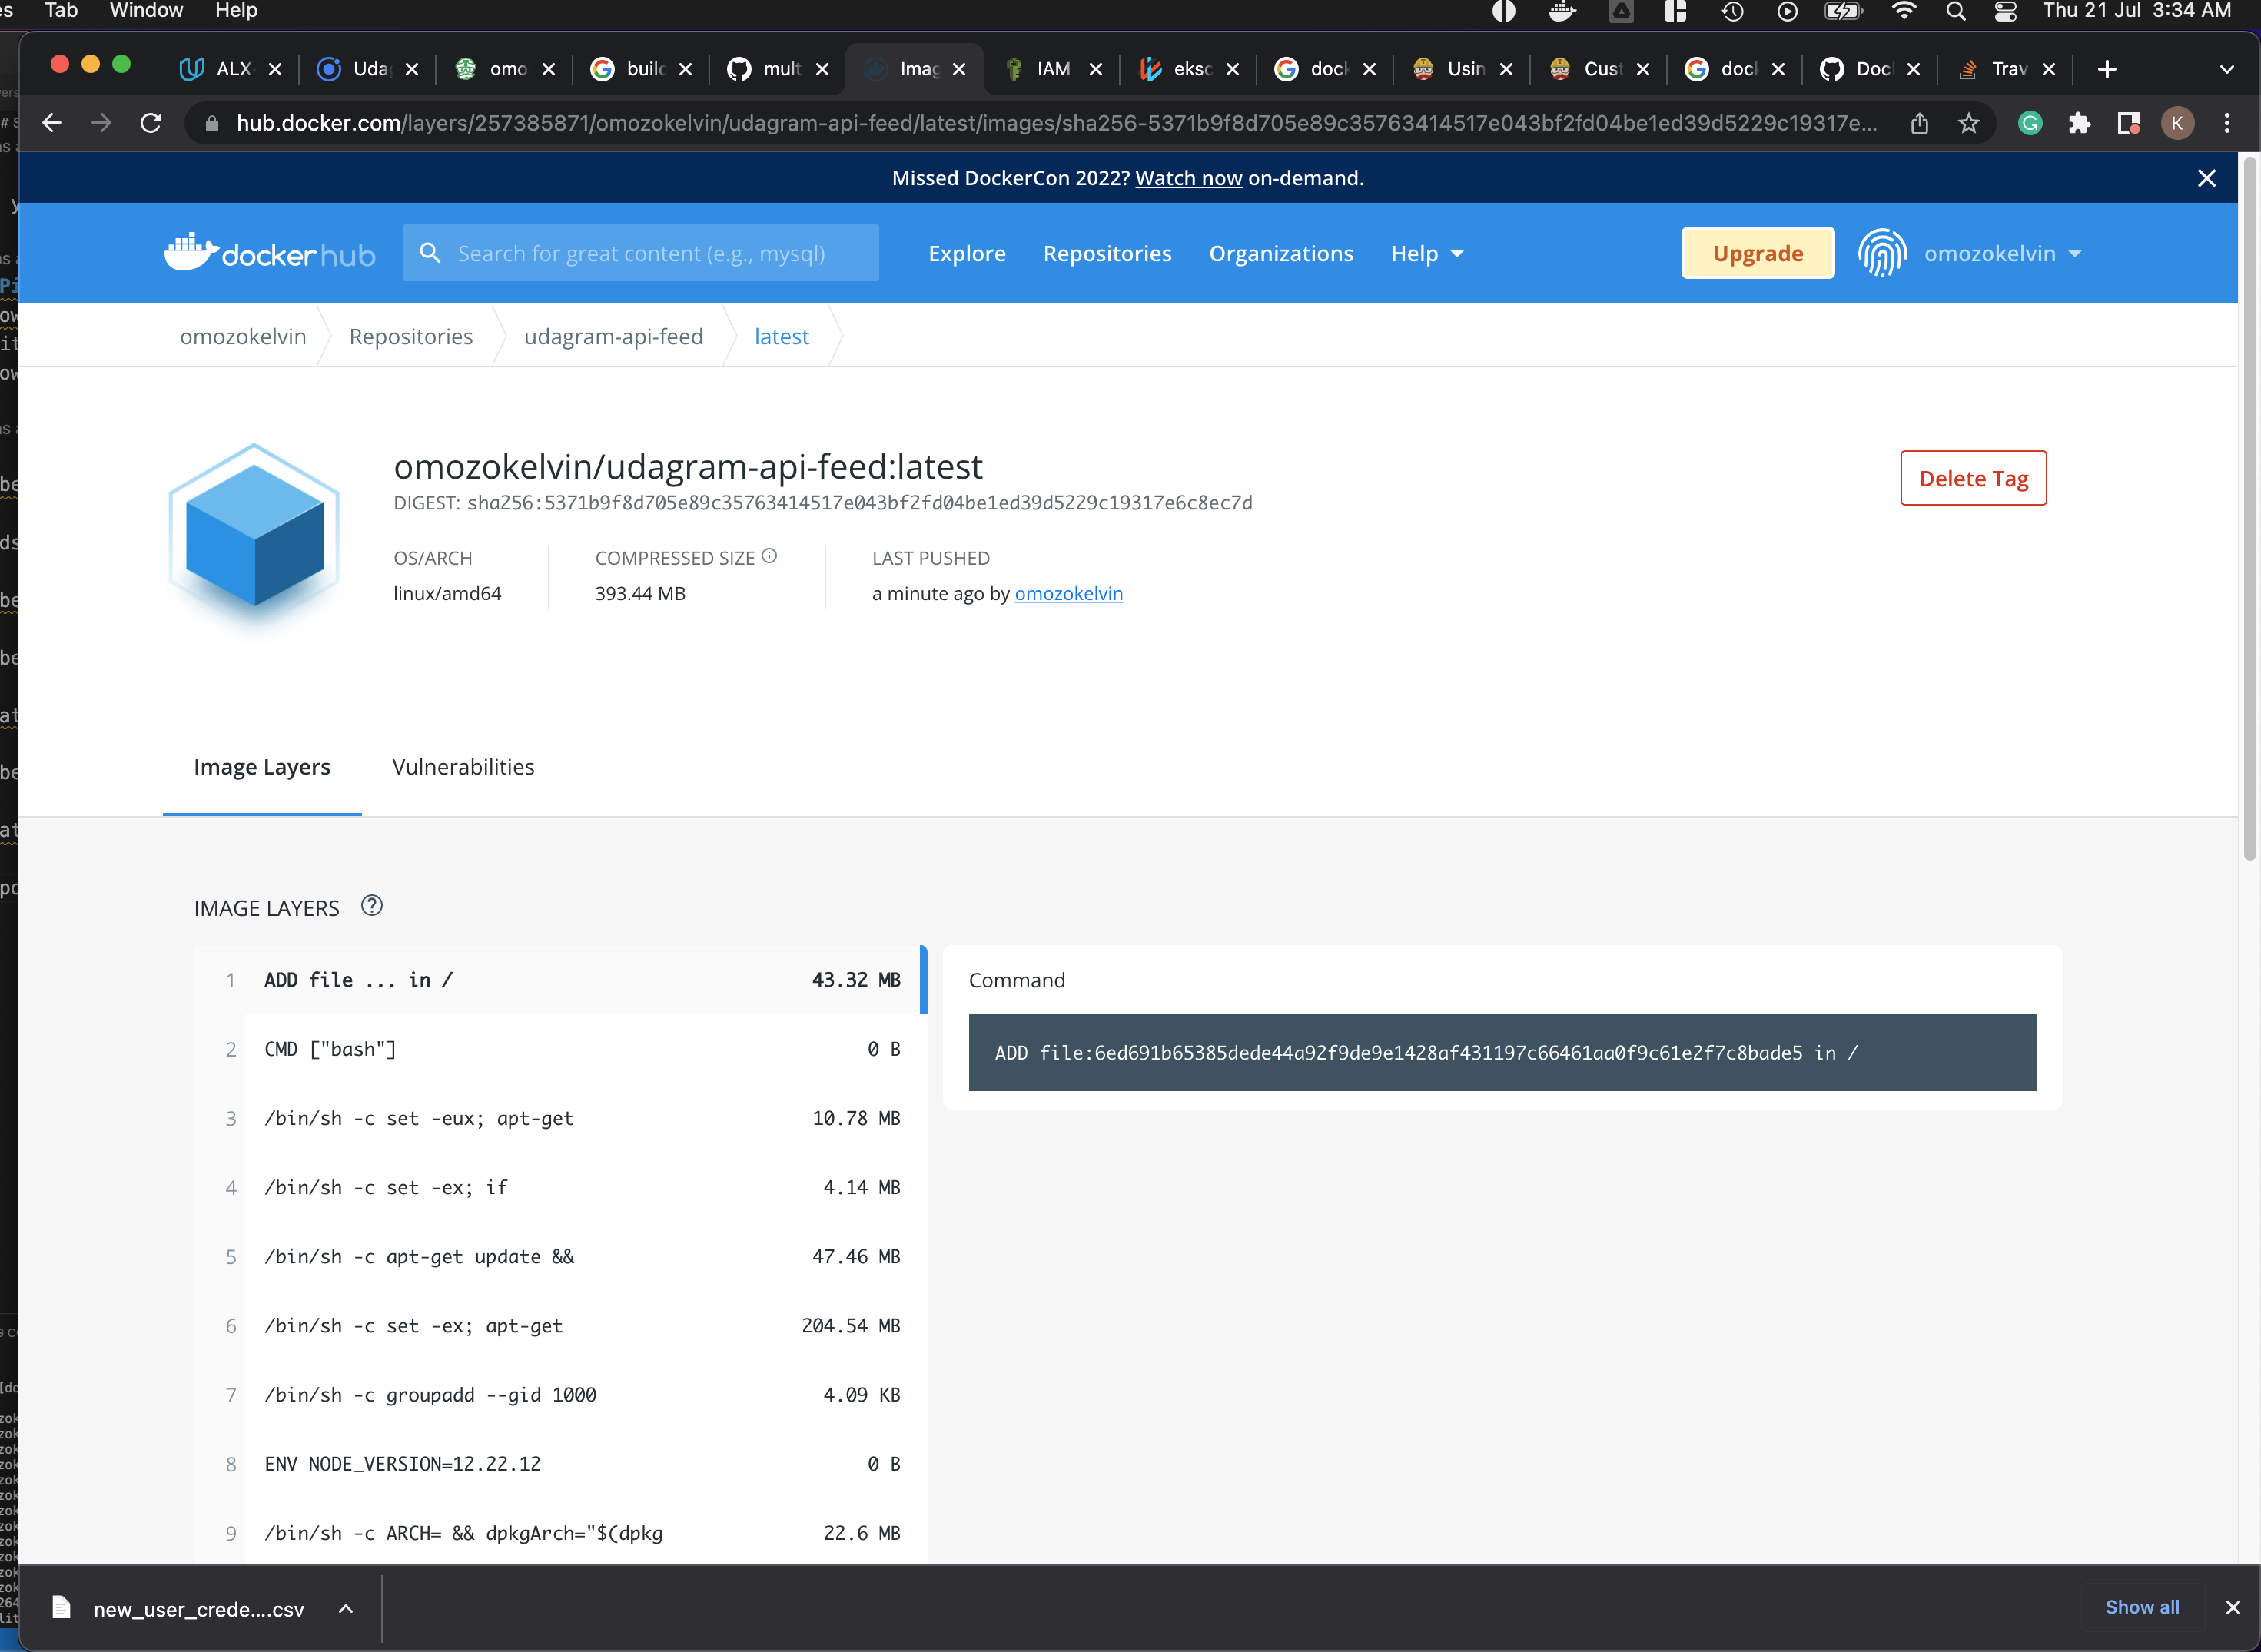 Tab Window Help Thu 21 Jul 3:34 AM
ALX- Uda omo build mult Imag IAM eksc dock Usin Cust dock Doc Trav
hub.docker.com/layers/257385871/omozokelvin/udagram-api-feed/latest/images/sha256-5371b9f8d705e89c35763414517e043bf2fd04be1ed39d5229c19317e... K
Missed DockerCon 2022? Watch now on-demand.
dockerhub Search for great content (e.g., mysql) Explore Repositories Organizations Help Upgrade omozokelvin
omozokelvin Repositories udagram-api-feed latest
omozokelvin/udagram-api-feed:latest
DIGEST: sha256:5371b9f8d705e89c35763414517e043bf2fd04be1ed39d5229c19317e6c8ec7d
Delete Tag
OS/ARCH COMPRESSED SIZE LAST PUSHED
linux/amd64 393.44 MB a minute ago by omozokelvin
Image Layers Vulnerabilities
IMAGE LAYERS
1 ADD file ... in / 43.32 MB
Command
2 CMD ["bash"] 0 B
ADD file:6ed691b65385dede44a92f9de9e1428af431197c66461aa0f9c61e2f7c8bade5 in /
3 /bin/sh -c set -eux; apt-get 10.78 MB
4 /bin/sh -c set -ex; if 4.14 MB
5 /bin/sh -c apt-get update && 47.46 MB
6 /bin/sh -c set -ex; apt-get 204.54 MB
7 /bin/sh -c groupadd --gid 1000 4.09 KB
8 ENV NODE_VERSION=12.22.12 0 B
9 /bin/sh -c ARCH= && dpkgArch="$(dpkg 22.6 MB
new_user_crede....csv Show all